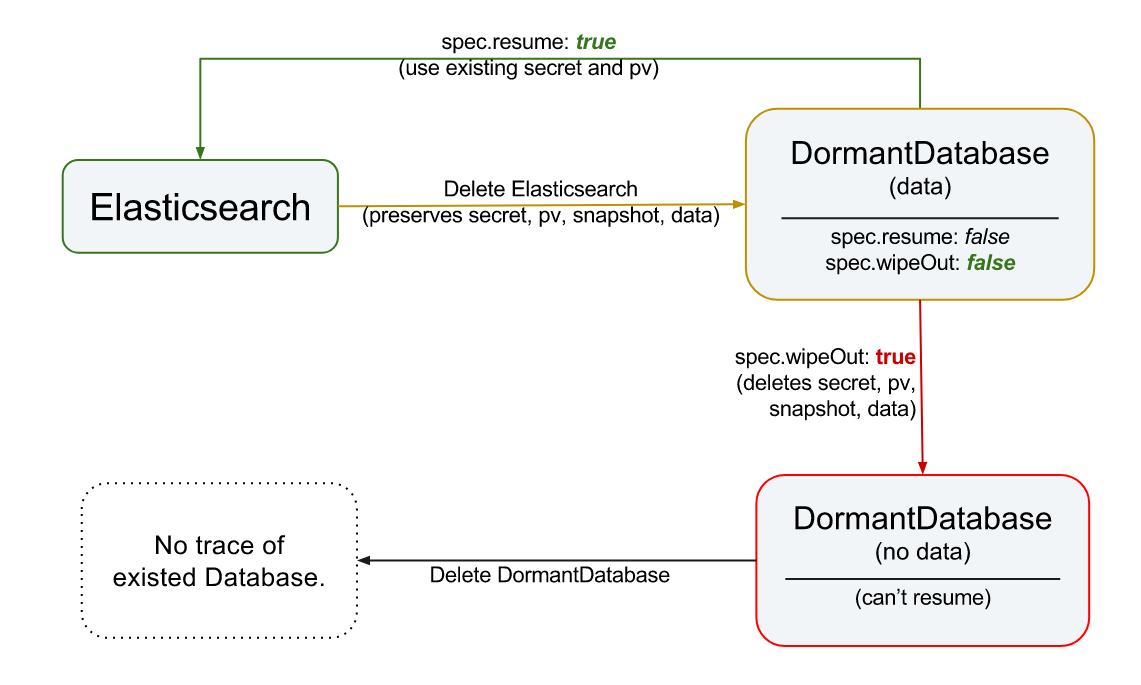 spec.resume: true
(use existing secret and pv)
DormantDatabase
(data)
spec.resume: false
spec.wipeOut: false
Elasticsearch
Delete Elasticsearch
(preserves secret, pv, snapshot, data)
spec.wipeOut: true
(deletes secret, pv,
snapshot, data)
DormantDatabase
(no data)
(can’t resume)
Delete DormantDatabase
No trace of
existed Database.